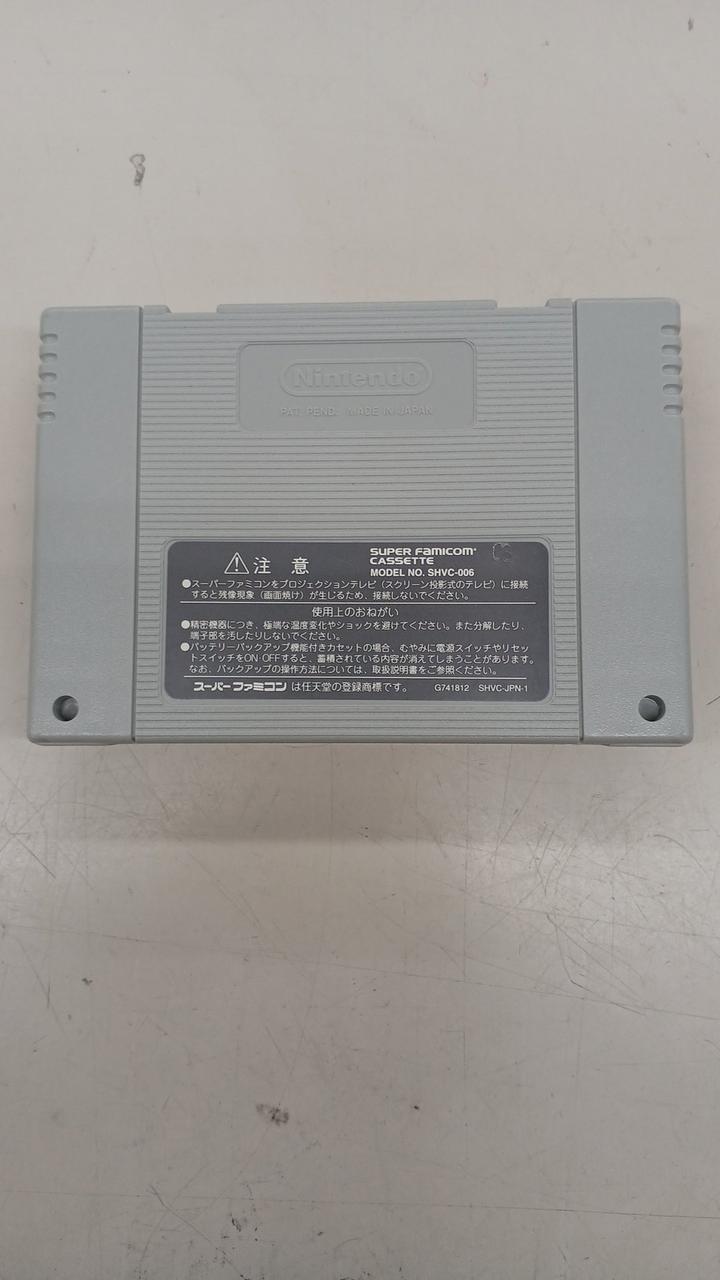 Nintendo
PAT. PEND. MADE IN JAPAN
注意
SUPER FAMICOM
CASSETTE
MODEL NO. SHVC-006
●スーパーファミコンをプロジェクションテレビ(スクリーン投影式のテレビ)に接続
すると残像現象(画面焼け)が生じるため、接続しないでください。
使用上のおねがい
●精密機器につき、極端な温度変化やショックを避けてください。また分解したり、
端子部を汚したりしないでください。
●バッテリーバックアップ機能付きカセットの場合、むやみに電源スイッチやリセッ
トスイッチをON・OFFすると、蓄積されている内容が消えてしまうことがあります。
なお、バックアップの操作方法については、取扱説明書をご参照ください。
スーパーファミコンは任天堂の登録商標です。 G741812 SHVC-JPN-1